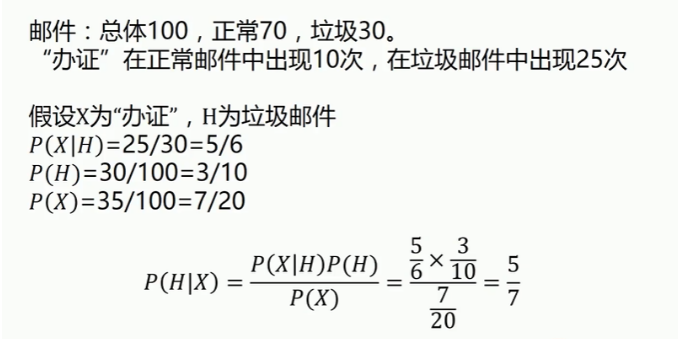 邮件：总体100，正常70，垃圾30。
“办证”在正常邮件中出现10次，在垃圾邮件中出现25次
假设X为“办证”，H为垃圾邮件
P(X|H)=25/30=5/6
P(H)=30/100=3/10
P(X)=35/100=7/20
P(H|X) = \frac{P(X|H)P(H)}{P(X)} = \frac{\frac{5}{6} × \frac{3}{10}}{\frac{7}{20}} = \frac{5}{7}